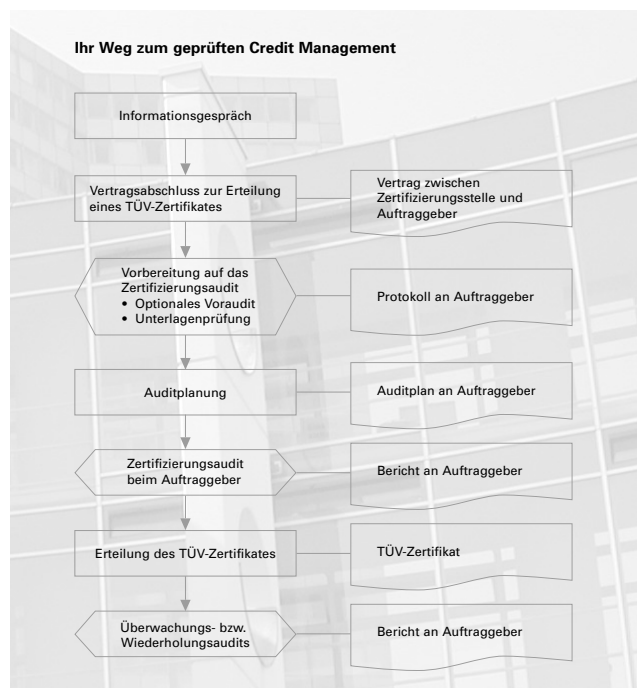 Ihr Weg zum geprüften Credit Management
Informationsgespräch
Vertragsabschluss zur Erteilung
eines TÜV-Zertifikates
Vertrag zwischen
Zertifizierungsstelle und
Auftraggeber
Vorbereitung auf das
Zertifizierungsaudit
• Optionales Voraudit
• Unterlagenprüfung
Protokoll an Auftraggeber
Auditplanung
Auditplan an Auftraggeber
Zertifizierungsaudit
beim Auftraggeber
Bericht an Auftraggeber
Erteilung des TÜV-Zertifikates
TÜV-Zertifikat
Überwachungs- bzw.
Wiederholungsaudits
Bericht an Auftraggeber